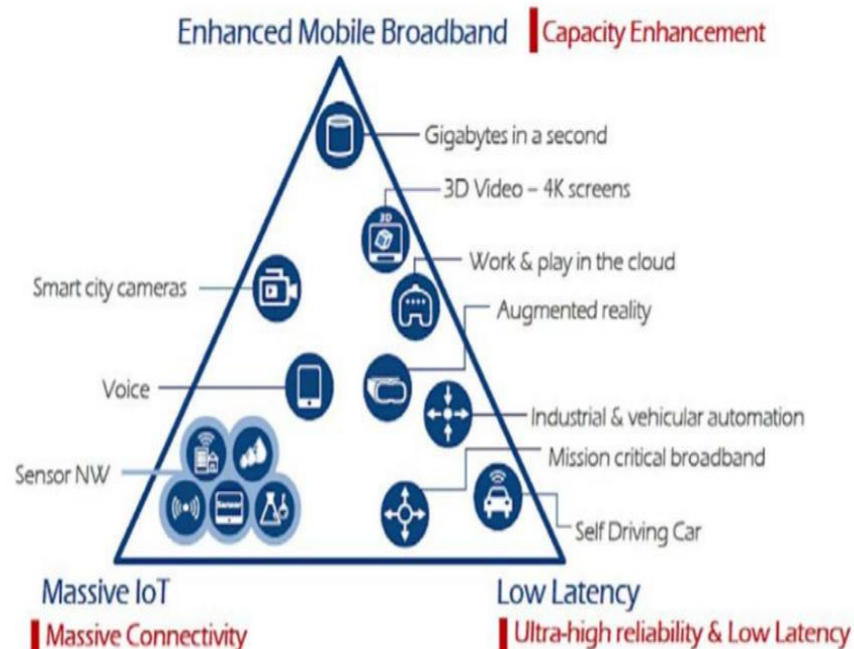 Enhanced Mobile Broadband
Capacity Enhancement
Gigabytes in a second
3D Video – 4K screens
3D
Work & play in the cloud
Smart city cameras
Augmented reality
Voice
Industrial & vehicular automation
Mission critical broadband
Sensor NW
Self Driving Car
Massive IoT
Low Latency
Massive Connectivity
Ultra-high reliability & Low Latency